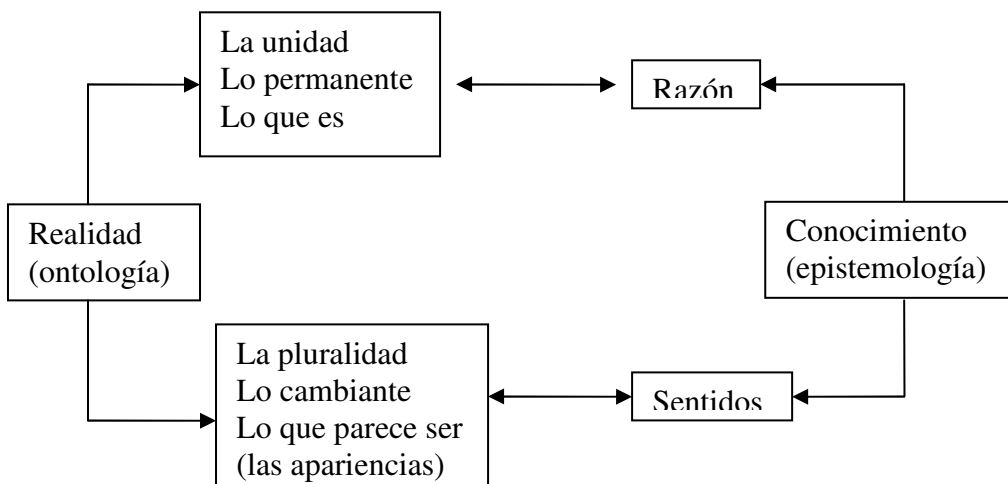 La unidad
Lo permanente
Lo que es
Razón
Realidad
(ontología)
Conocimiento
(epistemología)
La pluralidad
Lo cambiante
Lo que parece ser
(las apariencias)
Sentidos